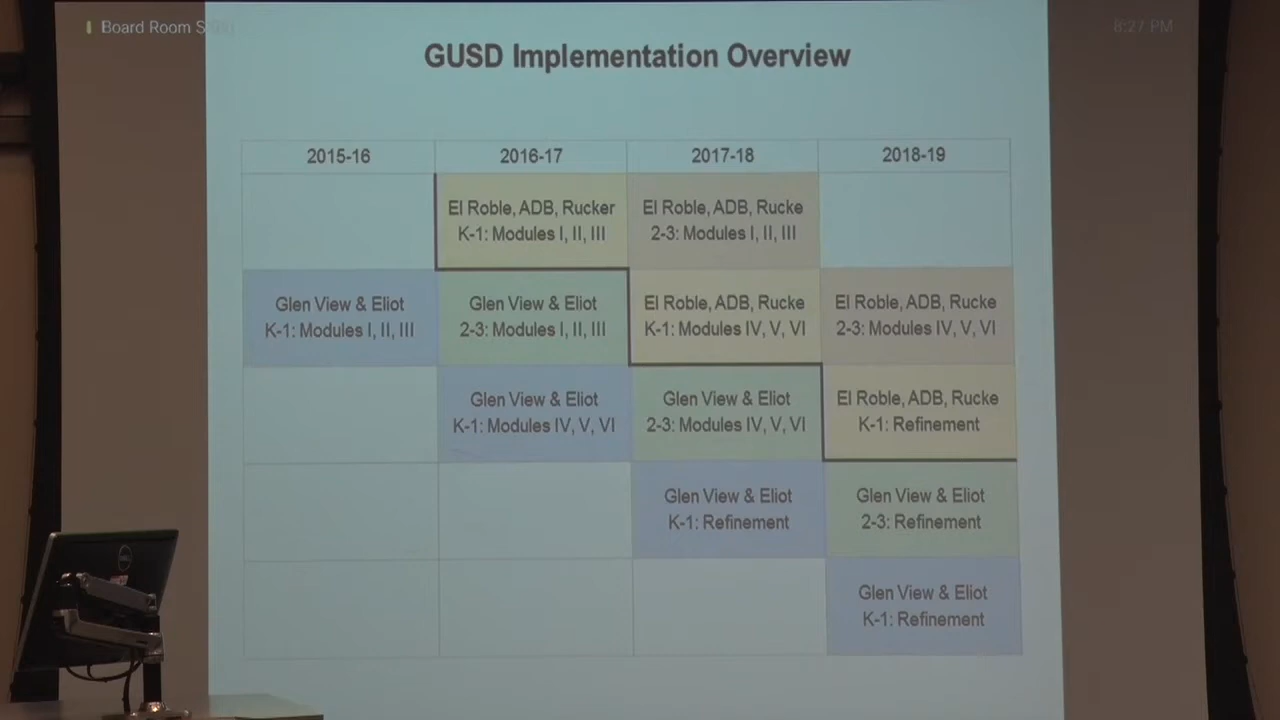 Board Room
8:27 PM
GUSD Implementation Overview
2015-16 2016-17 2017-18 2018-19
El Roble, ADB, Rucker
K-1: Modules I, II, III
El Roble, ADB, Rucke
2-3: Modules I, II, III
Glen View & Eliot
K-1: Modules I, II, III
Glen View & Eliot
2-3: Modules I, II, III
El Roble, ADB, Rucke
K-1: Modules IV, V, VI
El Roble, ADB, Rucke
2-3: Modules IV, V, VI
Glen View & Eliot
K-1: Modules IV, V, VI
Glen View & Eliot
2-3: Modules IV, V, VI
El Roble, ADB, Rucke
K-1: Refinement
Glen View & Eliot
K-1: Refinement
Glen View & Eliot
2-3: Refinement
Glen View & Eliot
K-1: Refinement